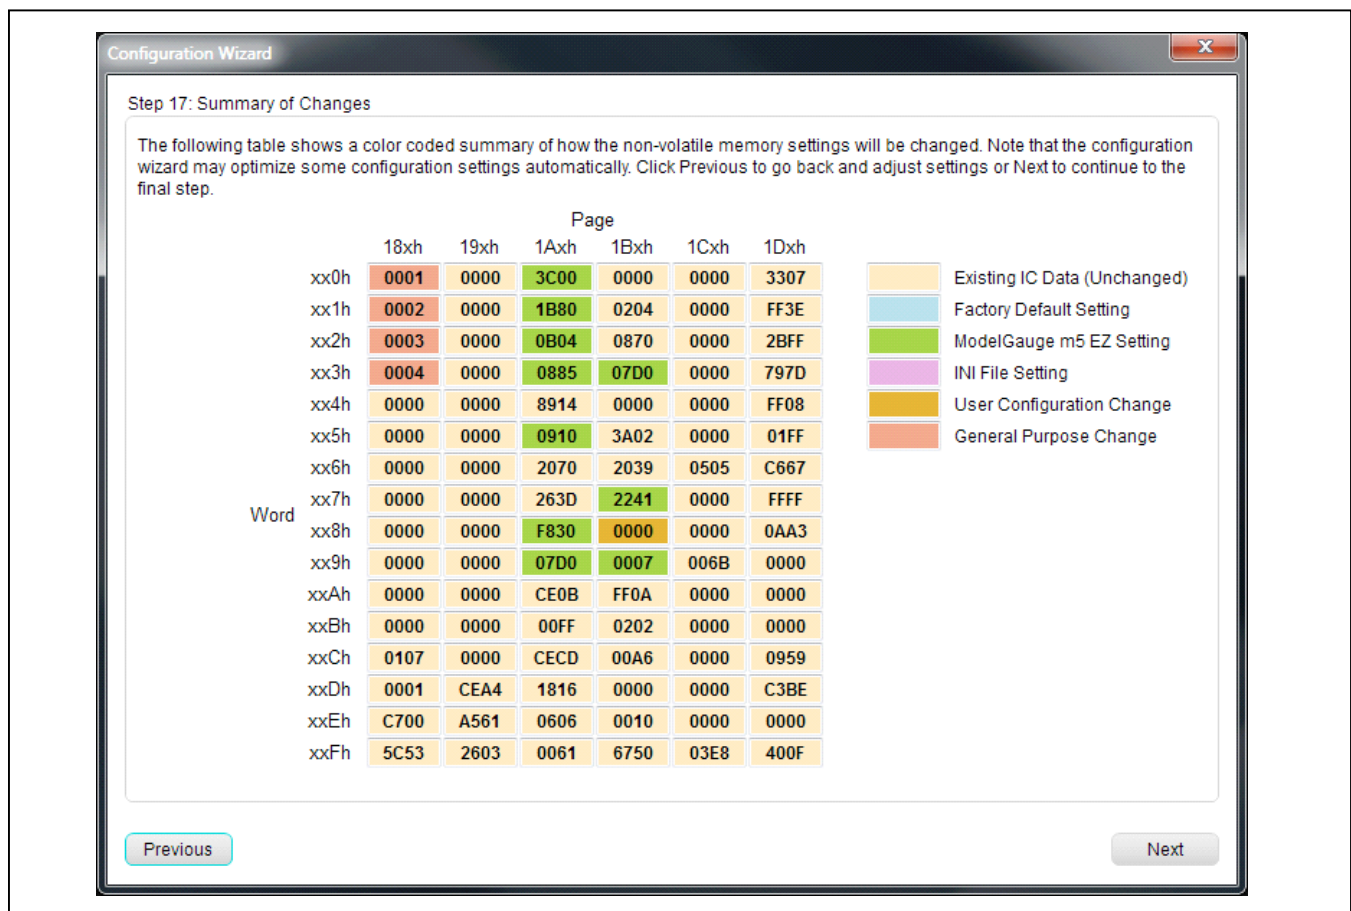 Configuration Wizard
x
Step 17: Summary of Changes
The following table shows a color coded summary of how the non-volatile memory settings will be changed. Note that the configuration
wizard may optimize some configuration settings automatically. Click Previous to go back and adjust settings or Next to continue to the
final step.
Page
18xh 19xh 1Axh 1Bxh 1Cxh 1Dxh
xx0h 0001 0000 3C00 0000 0000 3307 Existing IC Data (Unchanged)
xx1h 0002 0000 1B80 0204 0000 FF3E Factory Default Setting
xx2h 0003 0000 0B04 0870 0000 2BFF ModelGauge m5 EZ Setting
xx3h 0004 0000 0885 07D0 0000 797D INI File Setting
xx4h 0000 0000 8914 0000 0000 FF08 User Configuration Change
xx5h 0000 0000 0910 3A02 0000 01FF General Purpose Change
xx6h 0000 0000 2070 2039 0505 C667
xx7h 0000 0000 263D 2241 0000 FFFF
Word
xx8h 0000 0000 F830 0000 0000 0AA3
xx9h 0000 0000 07D0 0007 006B 0000
xxAh 0000 0000 CE0B FF0A 0000 0000
xxBh 0000 0000 00FF 0202 0000 0000
xxCh 0107 0000 CECD 00A6 0000 0959
xxDh 0001 CEA4 1816 0000 0000 C3BE
xxEh C700 A561 0606 0010 0000 0000
xxFh 5C53 2603 0061 6750 03E8 400F
Previous Next